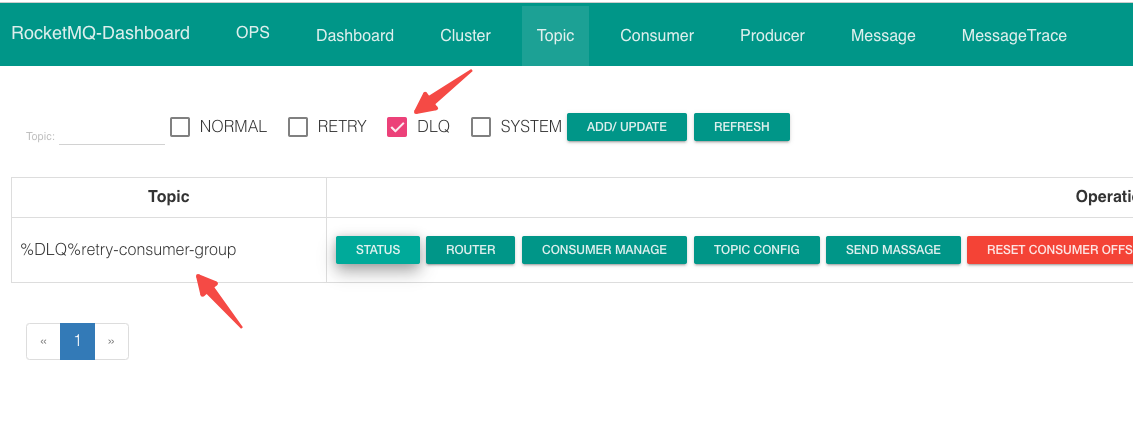 RocketMQ-Dashboard OPS Dashboard Cluster Topic Consumer Producer Message MessageTrace
Topic: NORMAL RETRY DLQ SYSTEM ADD/ UPDATE REFRESH
Topic
%DLQ%retry-consumer-group STATUS ROUTER CONSUMER MANAGE TOPIC CONFIG SEND MASSAGE RESET CONSUMER OFFS
« 1 »